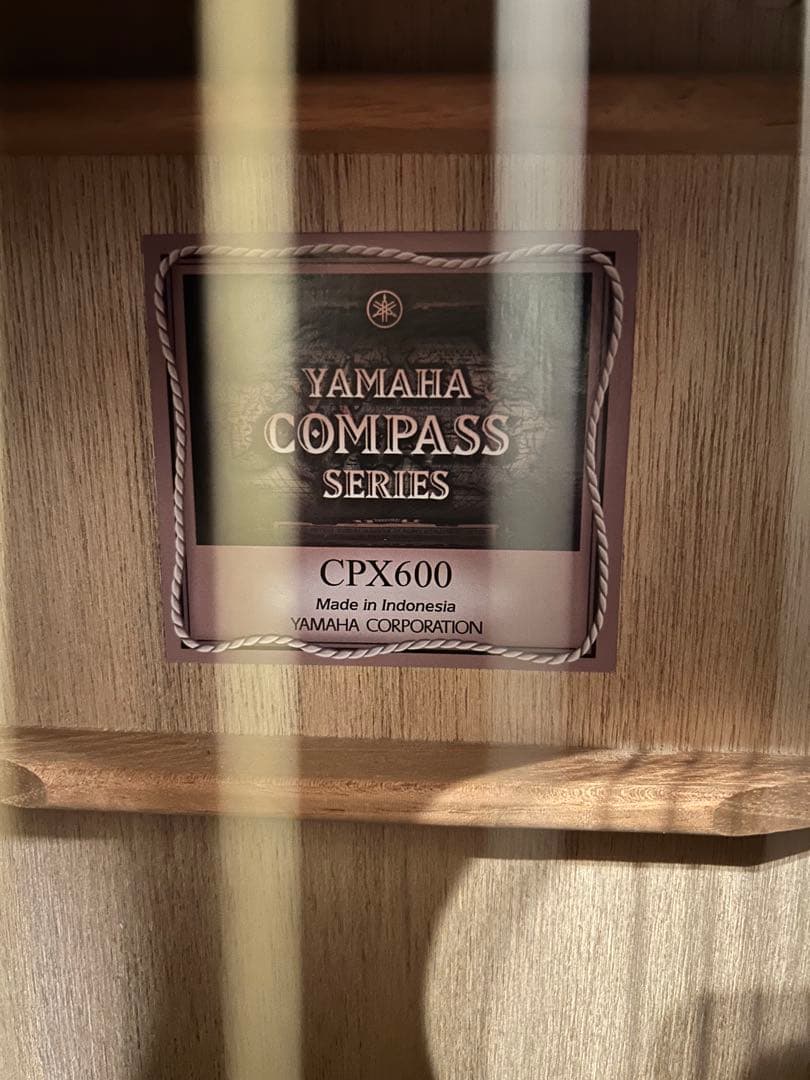 YAMAHA
COMPASS
SERIES
CPX600
Made in Indonesia
YAMAHA CORPORATION